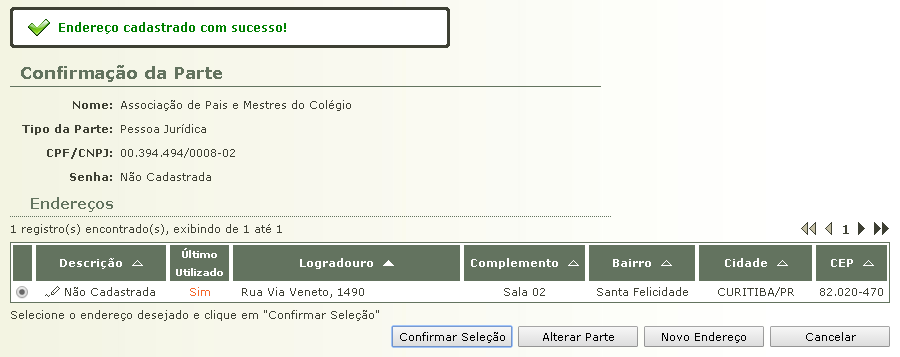 Endereço cadastrado com sucesso!
Confirmação da Parte
Nome: Associação de Pais e Mestres do Colégio
Tipo da Parte: Pessoa Jurídica
CPF/CNPJ: 00.394.494/0008-02
Senha: Não Cadastrada
Endereços
1 registro(s) encontrado(s), exibindo de 1 até 1 1
Descrição Último Utilizado Logradouro Complemento Bairro Cidade CEP
Não Cadastrada Sim Rua Via Veneto, 1490 Sala 02 Santa Felicidade CURITIBA/PR 82.020-470
Selecione o endereço desejado e clique em "Confirmar Seleção"
Confirmar Seleção Alterar Parte Novo Endereço Cancelar